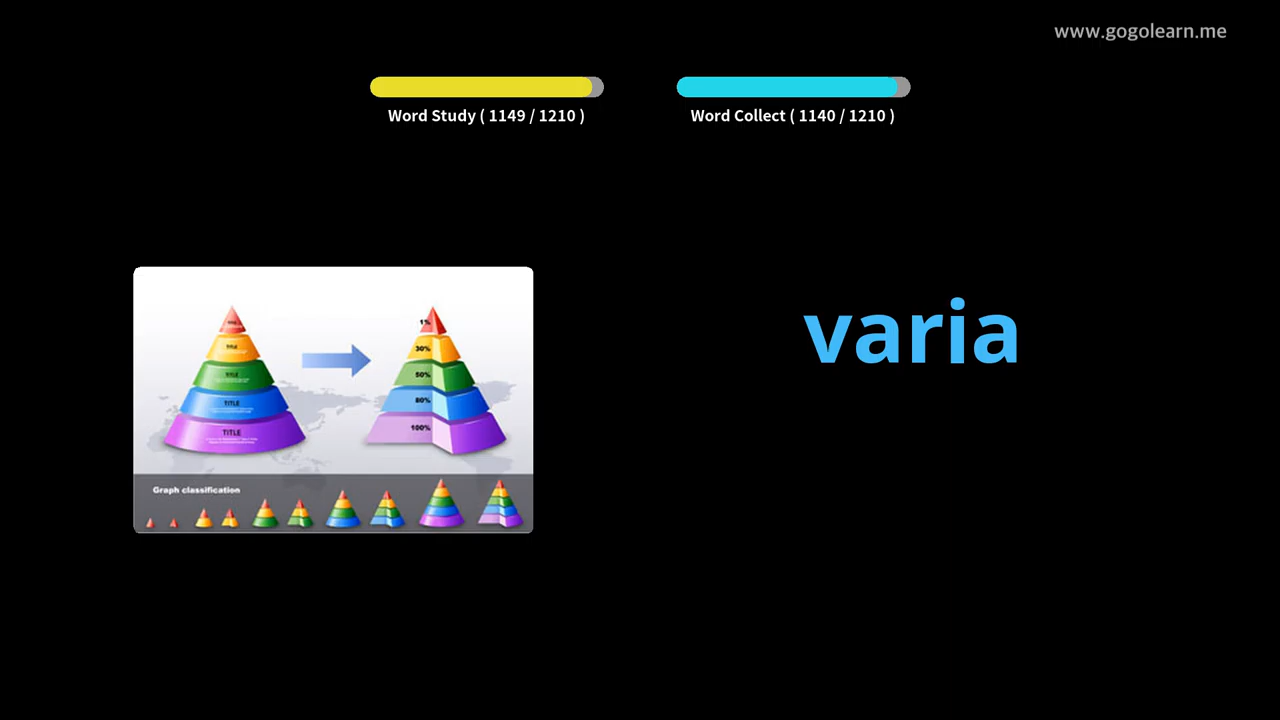 www.gogolearn.me
Word Study ( 1149 / 1210 )
Word Collect ( 1140 / 1210 )
varia
TITLE
TITLE
TITLE
TITLE
1%
30%
50%
80%
100%
Graph classification